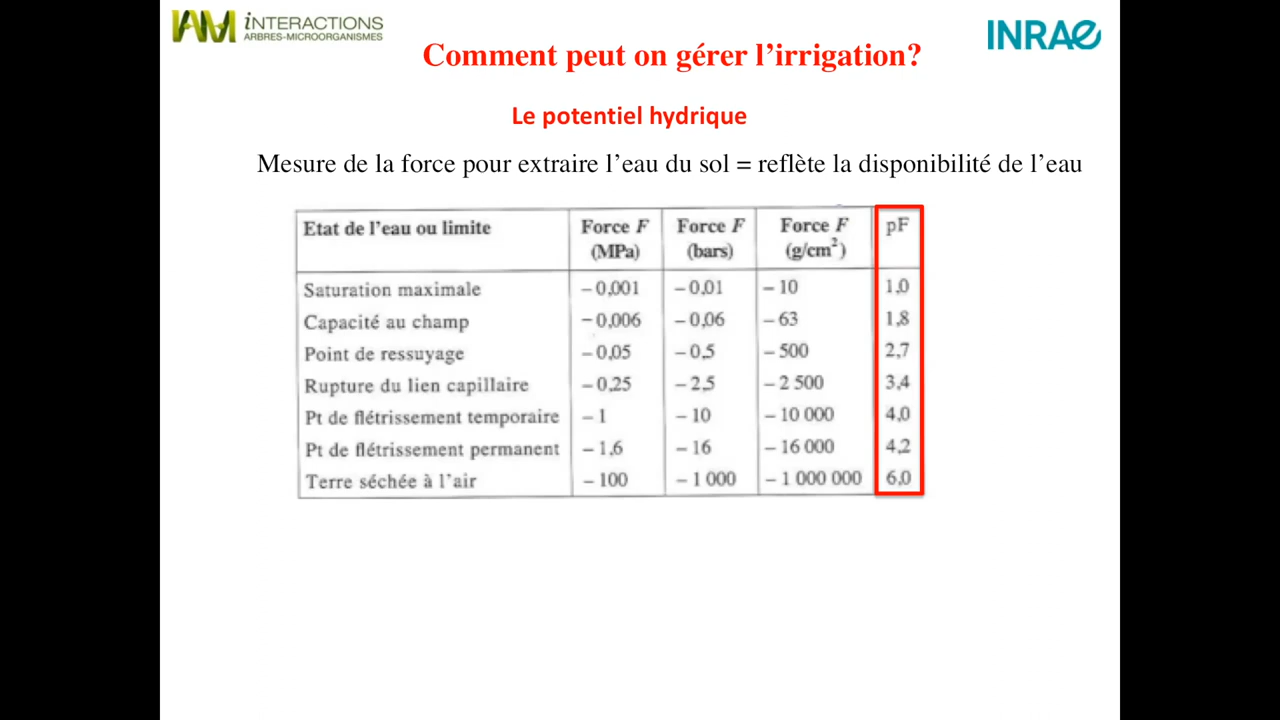 iNTERACTIONS
ARBRES-MICROORGANISMES
INRAE
Comment peut on gérer l'irrigation?
Le potentiel hydrique
Mesure de la force pour extraire l'eau du sol = reflète la disponibilité de l'eau
Etat de l'eau ou limite Force F (MPa) Force F (bars) Force F (g/cm²) pF
Saturation maximale – 0,001 – 0,01 – 10 1,0
Capacité au champ – 0,006 – 0,06 – 63 1,8
Point de ressuyage – 0,05 – 0,5 – 500 2,7
Rupture du lien capillaire – 0,25 – 2,5 – 2 500 3,4
Pt de flétrissement temporaire – 1 – 10 – 10 000 4,0
Pt de flétrissement permanent – 1,6 – 16 – 16 000 4,2
Terre séchée à l'air – 100 – 1 000 – 1 000 000 6,0